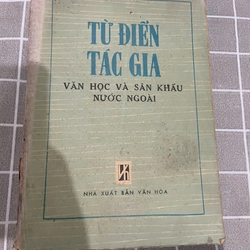 TỪ ĐIỂN
TÁC GIA
VĂN HỌC VÀ SÂN KHẤU
NƯỚC NGOÀI
NHÀ XUẤT BẢN VĂN HÓA